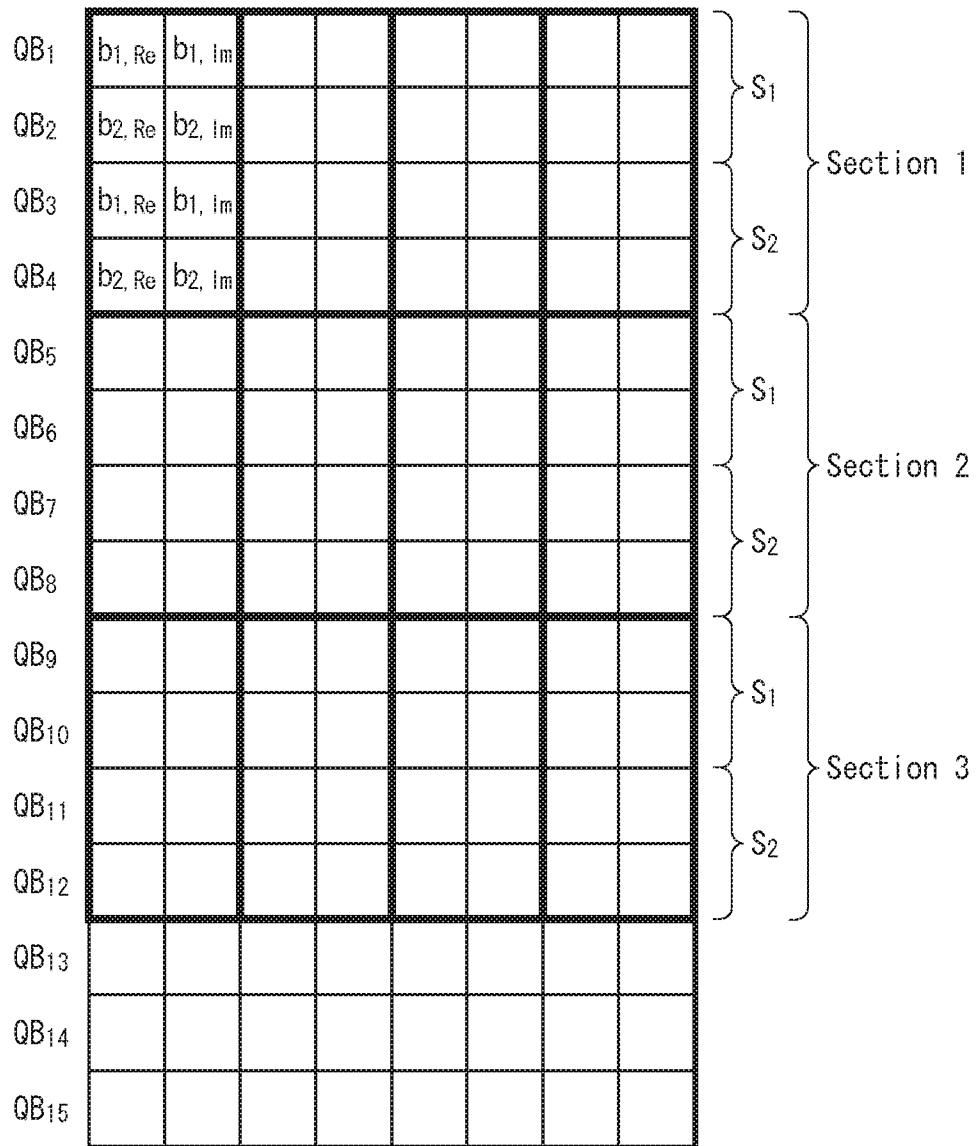 QB1 b1, Re b1, Im
S1
QB2 b2, Re b2, Im
Section 1
QB3 b1, Re b1, Im
S2
QB4 b2, Re b2, Im
QB5
S1
QB6
Section 2
QB7
S2
QB8
QB9
S1
QB10
Section 3
QB11
S2
QB12
QB13
QB14
QB15